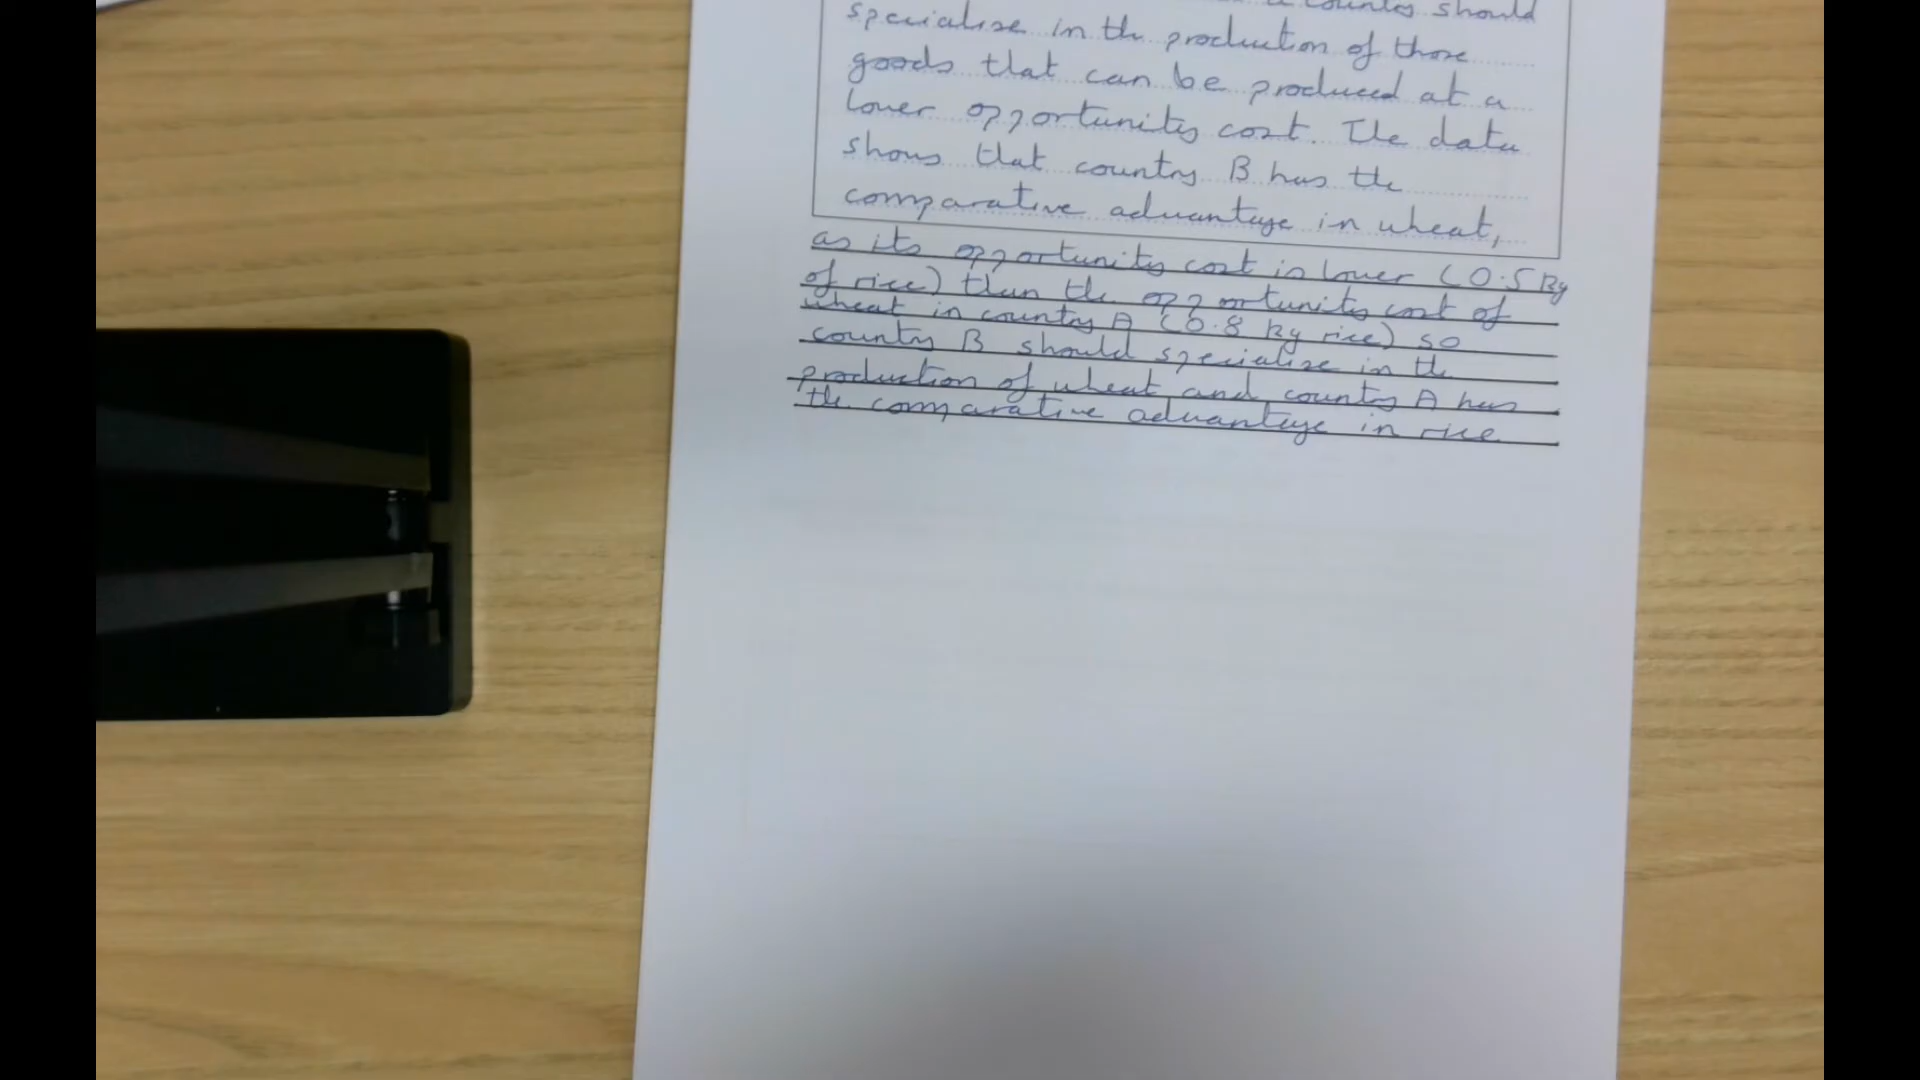 a country should
specialise in the production of those
goods that can be produced at a
lower opportunity cost. The data
shows that country B has the
comparative advantage in wheat,
as its opportunity cost is lower (0.5 kg
of rice) than the opportunity cost of
wheat in country A (0.8 kg rice) so
country B should specialise in the
production of wheat and country A has
the comparative advantage in rice